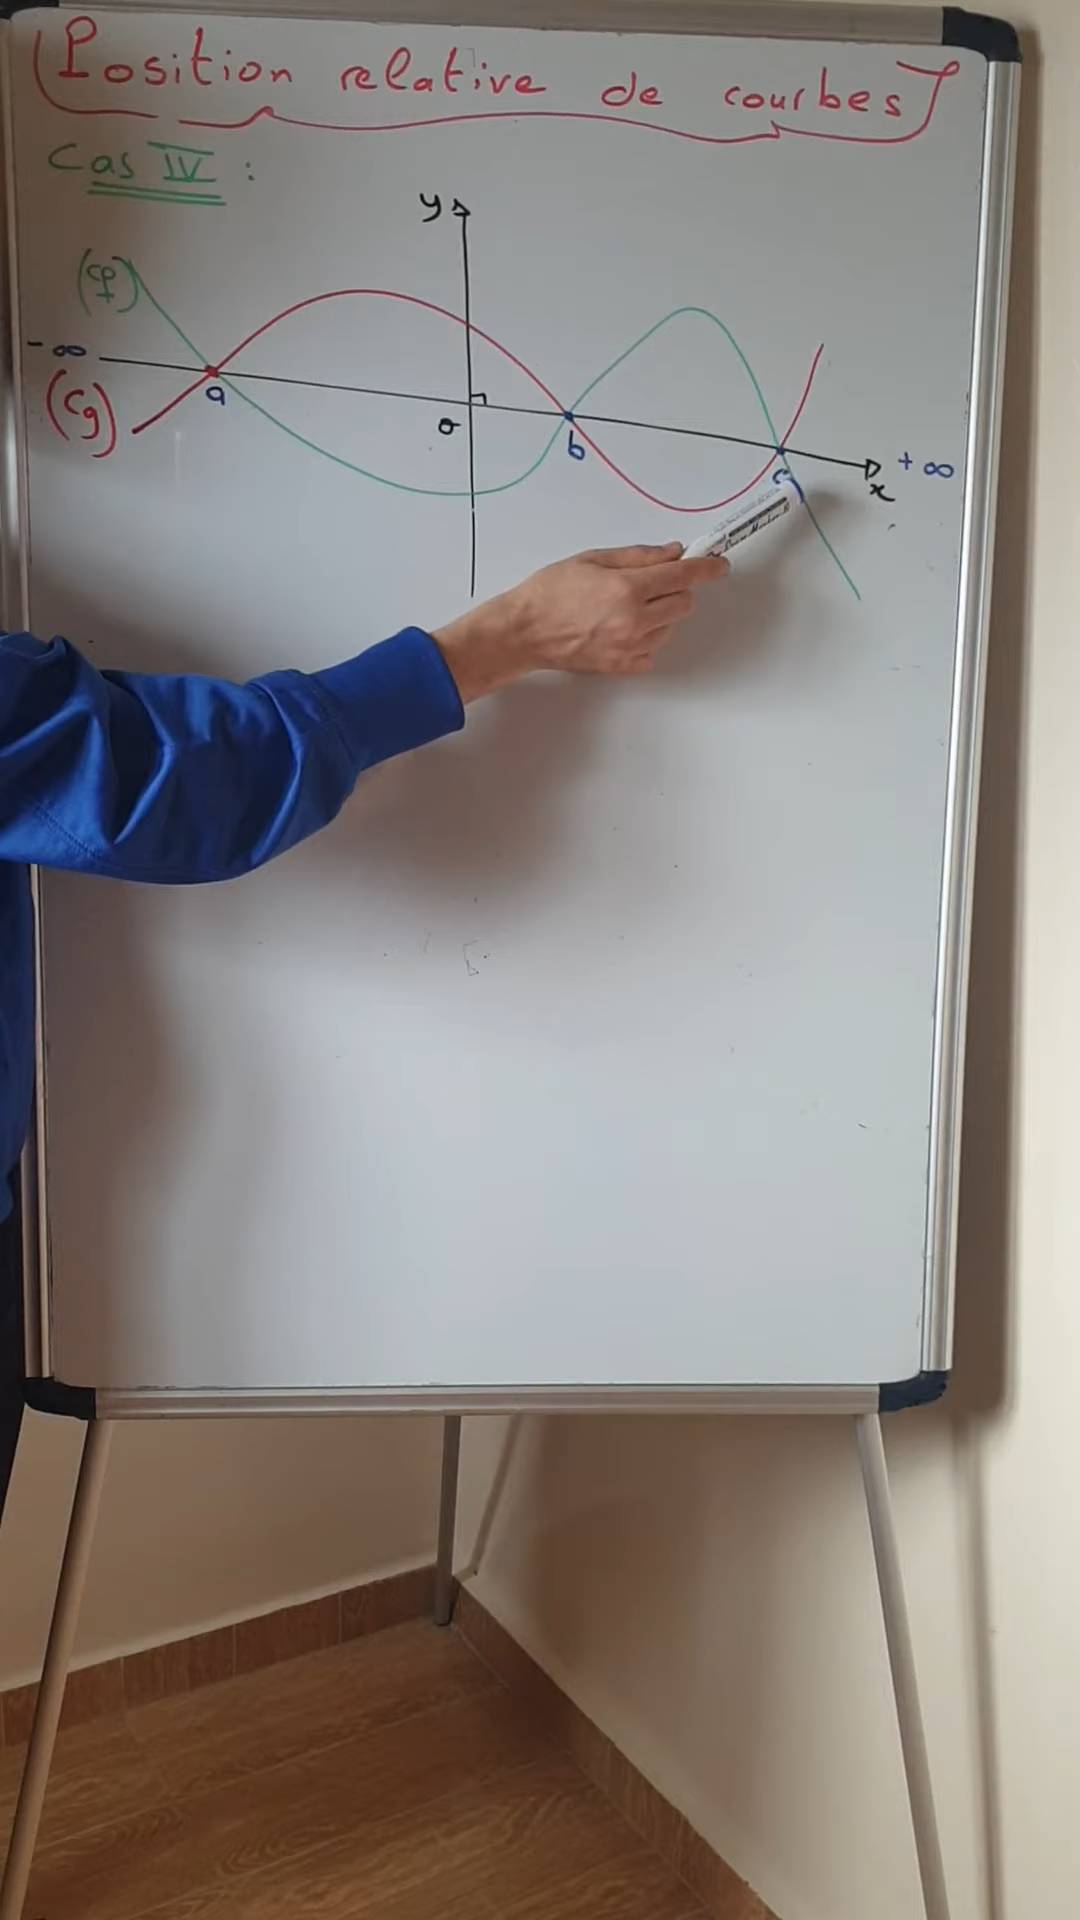 Position relative de courbes
Cas IV :
y
(Cf)
- ∞
a
(Cg)
o
b
c
x
+ ∞